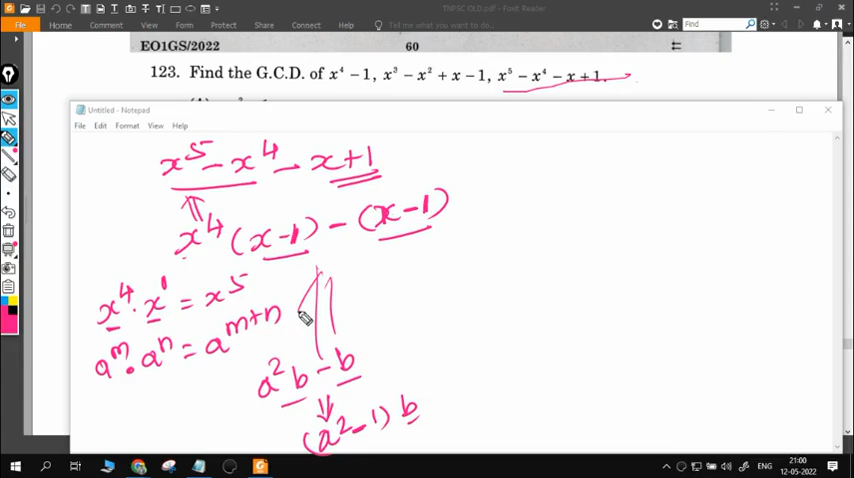 TNPSC OLD.pdf - Foxit Reader
File Edit View Form Protect Share Connect Help Tell me what you want to do... Find
EO1GS/2022 60
123. Find the G.C.D. of x⁴ − 1, x³ − x² + x − 1, x⁵ − x⁴ − x + 1.
Untitled - Notepad
File Edit Format View Help
x⁵ − x⁴ − x + 1
x⁴ (x − 1) − (x − 1)
x⁴ · x¹ = x⁵
aᵐ · aⁿ = aᵐ⁺ⁿ
a² b − b
(a² − 1) b
ENG 21:00
12-05-2022